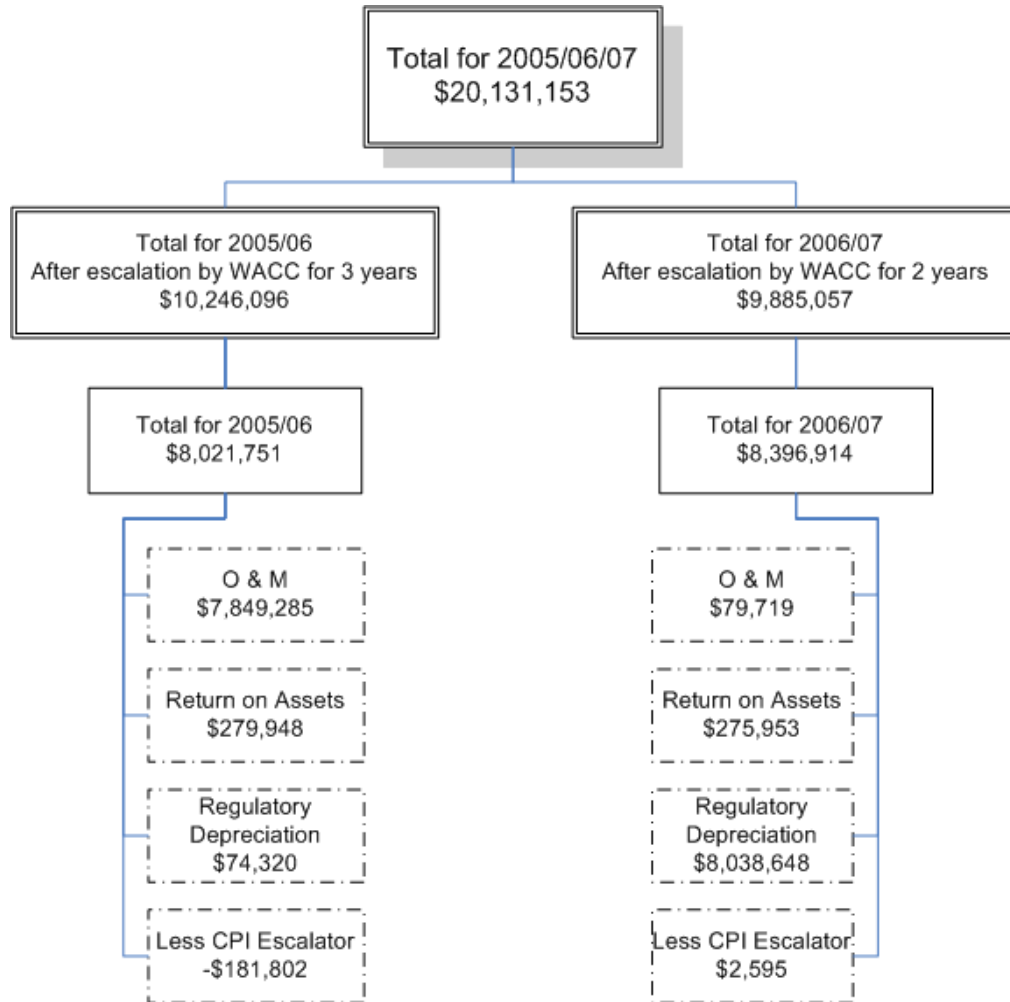 Total for 2005/06/07
$20,131,153
Total for 2005/06
After escalation by WACC for 3 years
$10,246,096
Total for 2006/07
After escalation by WACC for 2 years
$9,885,057
Total for 2005/06
$8,021,751
Total for 2006/07
$8,396,914
O & M
$7,849,285
Return on Assets
$279,948
Regulatory
Depreciation
$74,320
Less CPI Escalator
-$181,802
O & M
$79,719
Return on Assets
$275,953
Regulatory
Depreciation
$8,038,648
Less CPI Escalator
$2,595